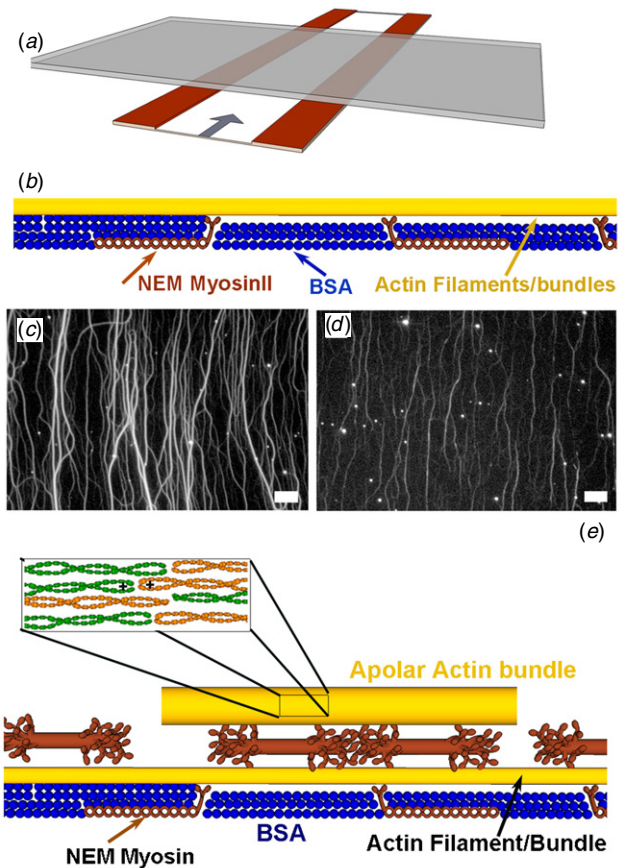 (a)
(b)
NEM MyosinII
BSA
Actin Filaments/bundles
(c)
(d)
(e)
+ +
Apolar Actin bundle
NEM Myosin
BSA
Actin Filament/Bundle